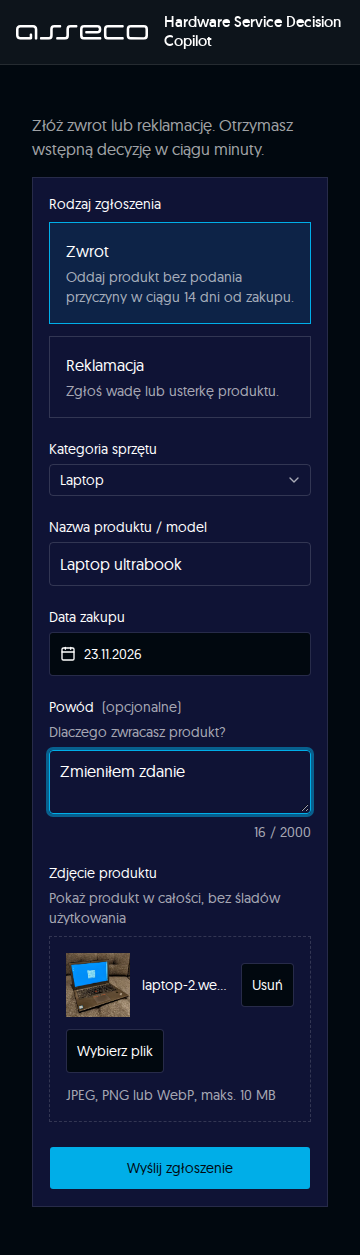 asseco
Hardware Service Decision
Copilot
Złóż zwrot lub reklamację. Otrzymasz
wstępną decyzję w ciągu minuty.
Rodzaj zgłoszenia
Zwrot
Oddaj produkt bez podania
przyczyny w ciągu 14 dni od zakupu.
Reklamacja
Zgłoś wadę lub usterkę produktu.
Kategoria sprzętu
Laptop
Nazwa produktu / model
Laptop ultrabook
Data zakupu
23.11.2026
Powód (opcjonalne)
Dlaczego zwracasz produkt?
Zmieniłem zdanie
16 / 2000
Zdjęcie produktu
Pokaż produkt w całości, bez śladów
użytkowania
laptop-2.we...
Usuń
Wybierz plik
JPEG, PNG lub WebP, maks. 10 MB
Wyślij zgłoszenie